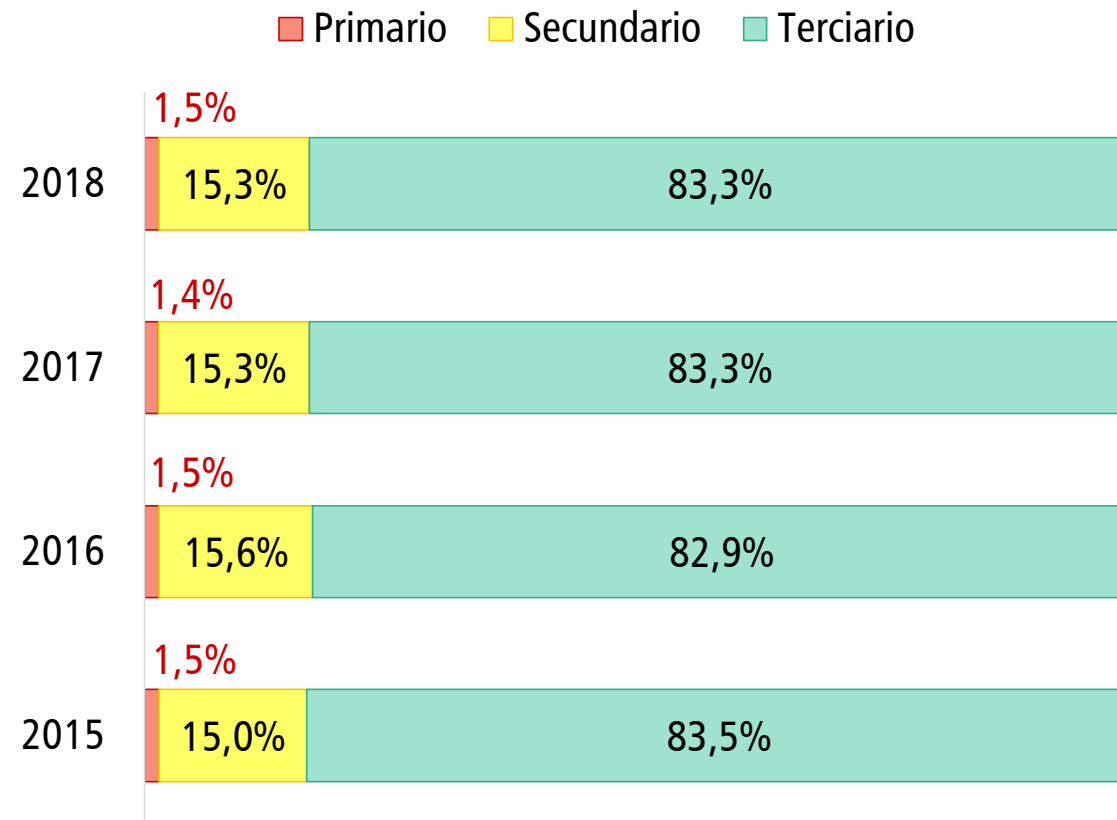 Primario Secundario Terciario
1,5%
2018 15,3% 83,3%
1,4%
2017 15,3% 83,3%
1,5%
2016 15,6% 82,9%
1,5%
2015 15,0% 83,5%